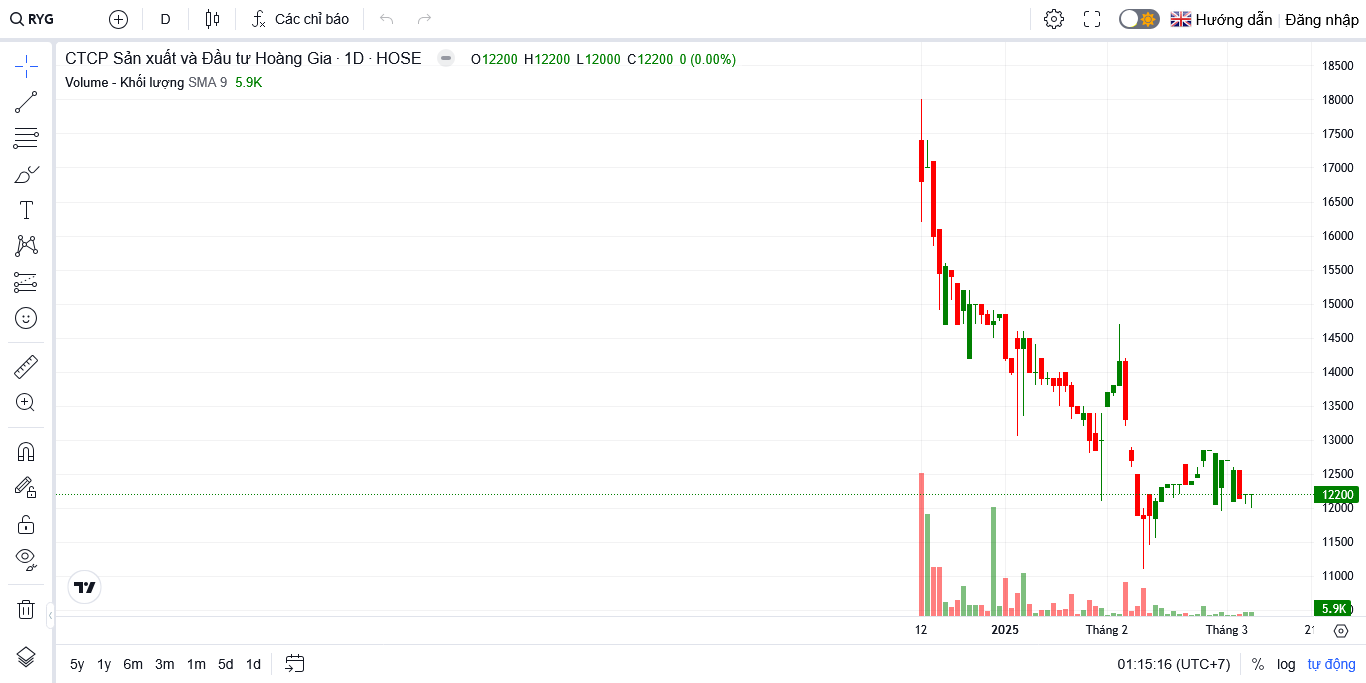 RYG D Các chỉ báo Hướng dẫn Đăng nhập
CTCP Sản xuất và Đầu tư Hoàng Gia · 1D · HOSE O12200 H12200 L12000 C12200 0 (0.00%)
Volume - Khối lượng SMA 9 5.9K
18500
18000
17500
17000
16500
16000
15500
15000
14500
14000
13500
13000
12500
12200
12000
11500
11000
5.9K
12 2025 Tháng 2 Tháng 3
5y 1y 6m 3m 1m 5d 1d 01:15:16 (UTC+7) % log tự động